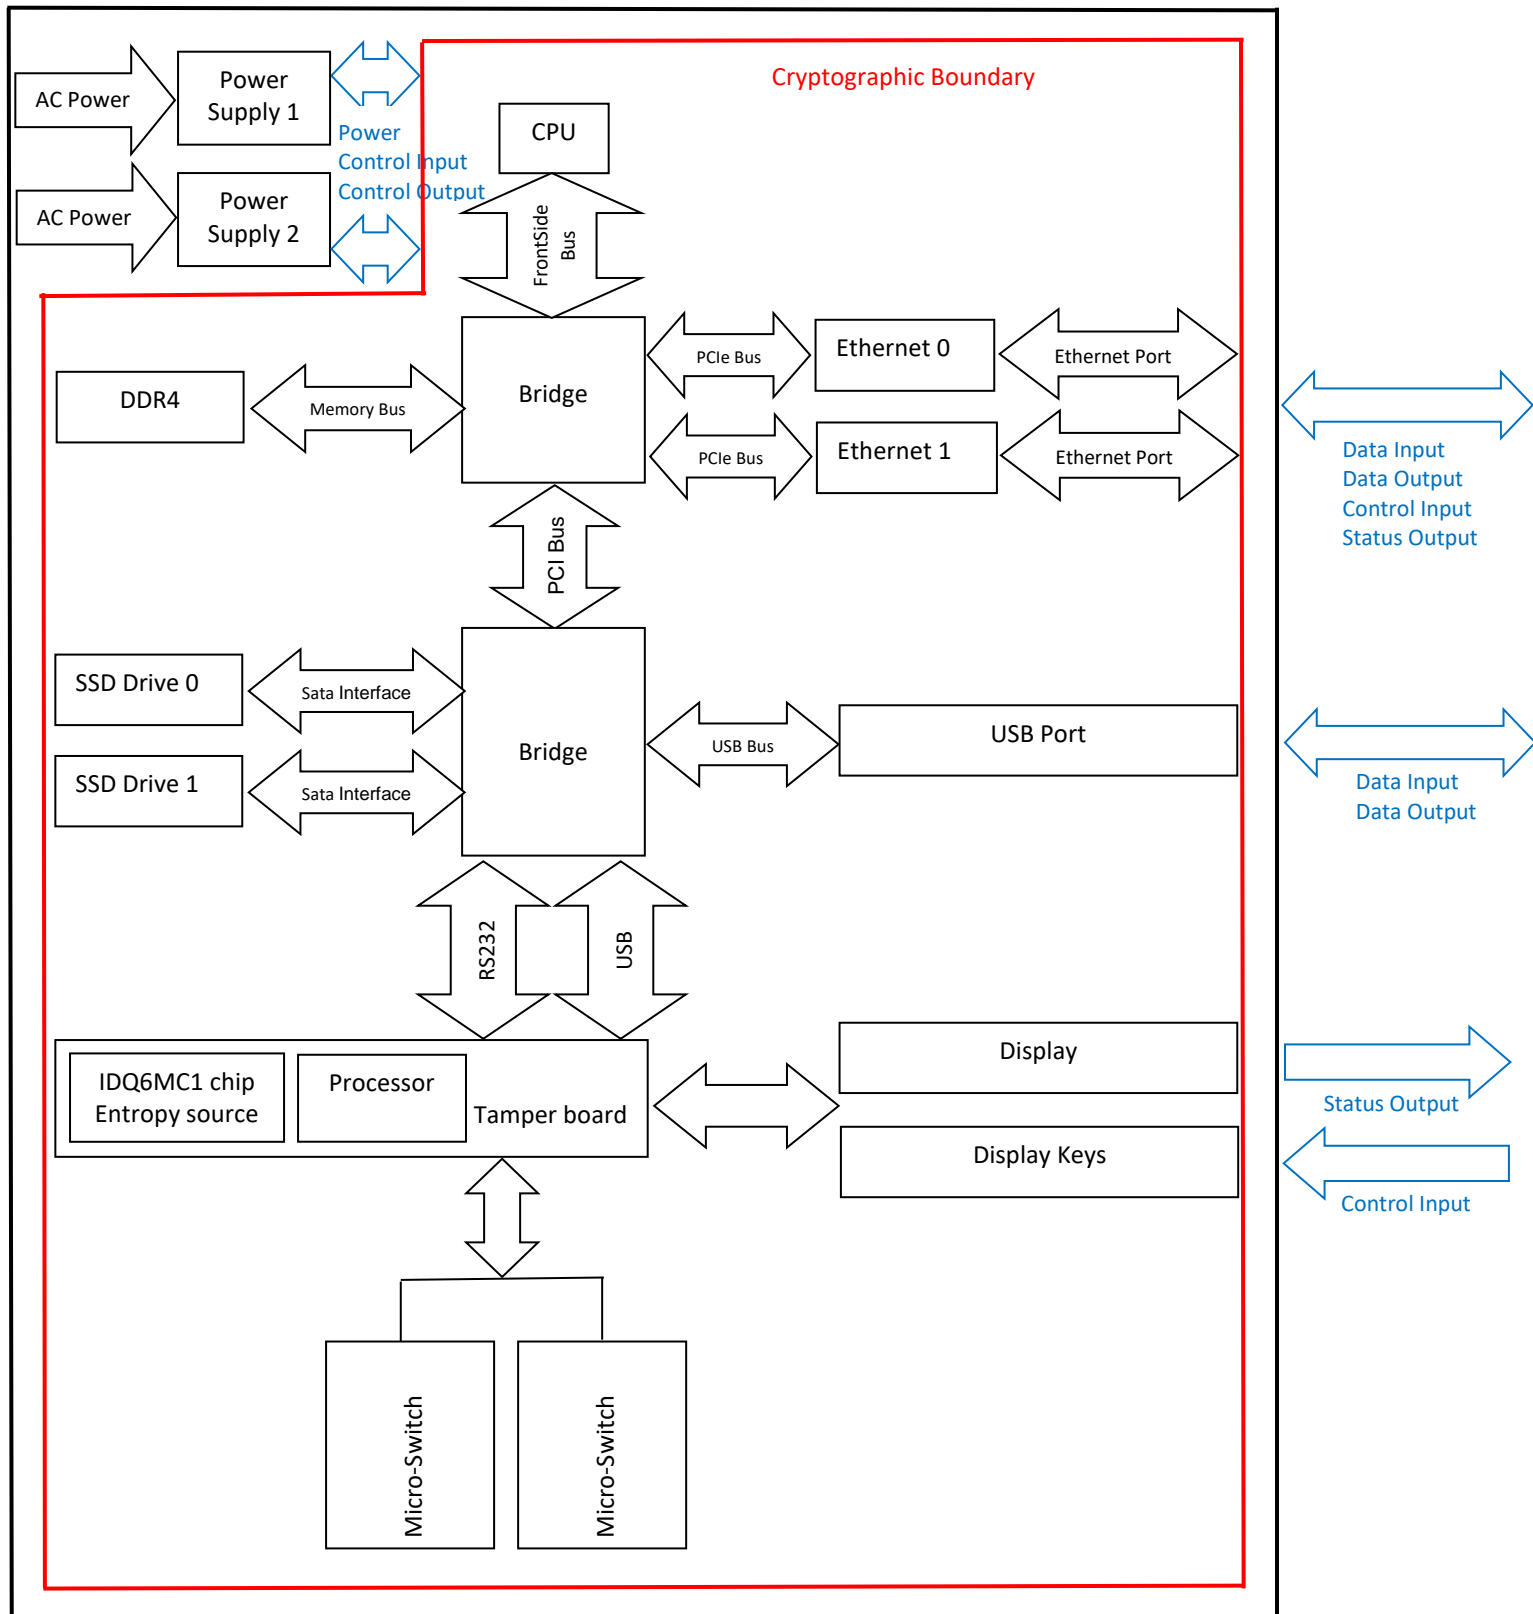 Cryptographic Boundary
AC Power
Power
Supply 1
Power
Control Input
Control Output
AC Power
Power
Supply 2
CPU
FrontSide
Bus
DDR4
Memory Bus
Bridge
PCIe Bus
Ethernet 0
Ethernet Port
PCIe Bus
Ethernet 1
Ethernet Port
Data Input
Data Output
Control Input
Status Output
PCI Bus
SSD Drive 0
Sata Interface
SSD Drive 1
Sata Interface
Bridge
USB Bus
USB Port
Data Input
Data Output
RS232
USB
IDQ6MC1 chip
Entropy source
Processor
Tamper board
Display
Status Output
Display Keys
Control Input
Micro-Switch
Micro-Switch